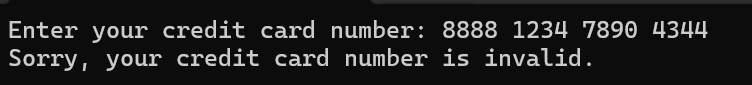 Enter your credit card number: 8888 1234 7890 4344
Sorry, your credit card number is invalid.